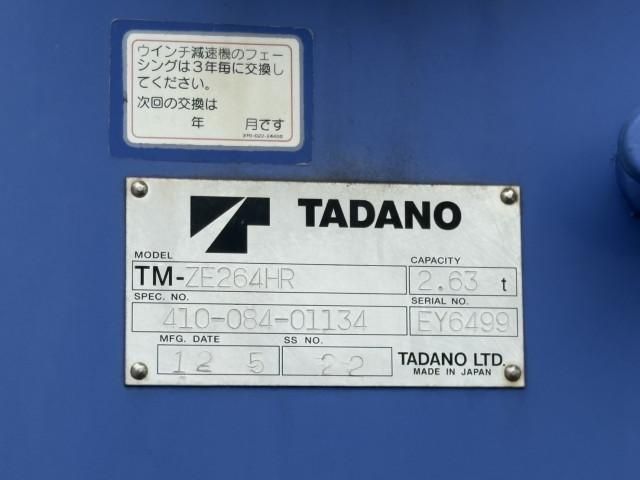 ウインチ減速機のフェー
シングは3年毎に交換し
てください。
次回の交換は
年 月です
TADANO
MODEL
TM-ZE264HR
CAPACITY
2.63 t
SPEC. NO.
410-084-01134
SERIAL NO.
EY6499
MFG. DATE
12 5
SS NO.
22
TADANO LTD.
MADE IN JAPAN